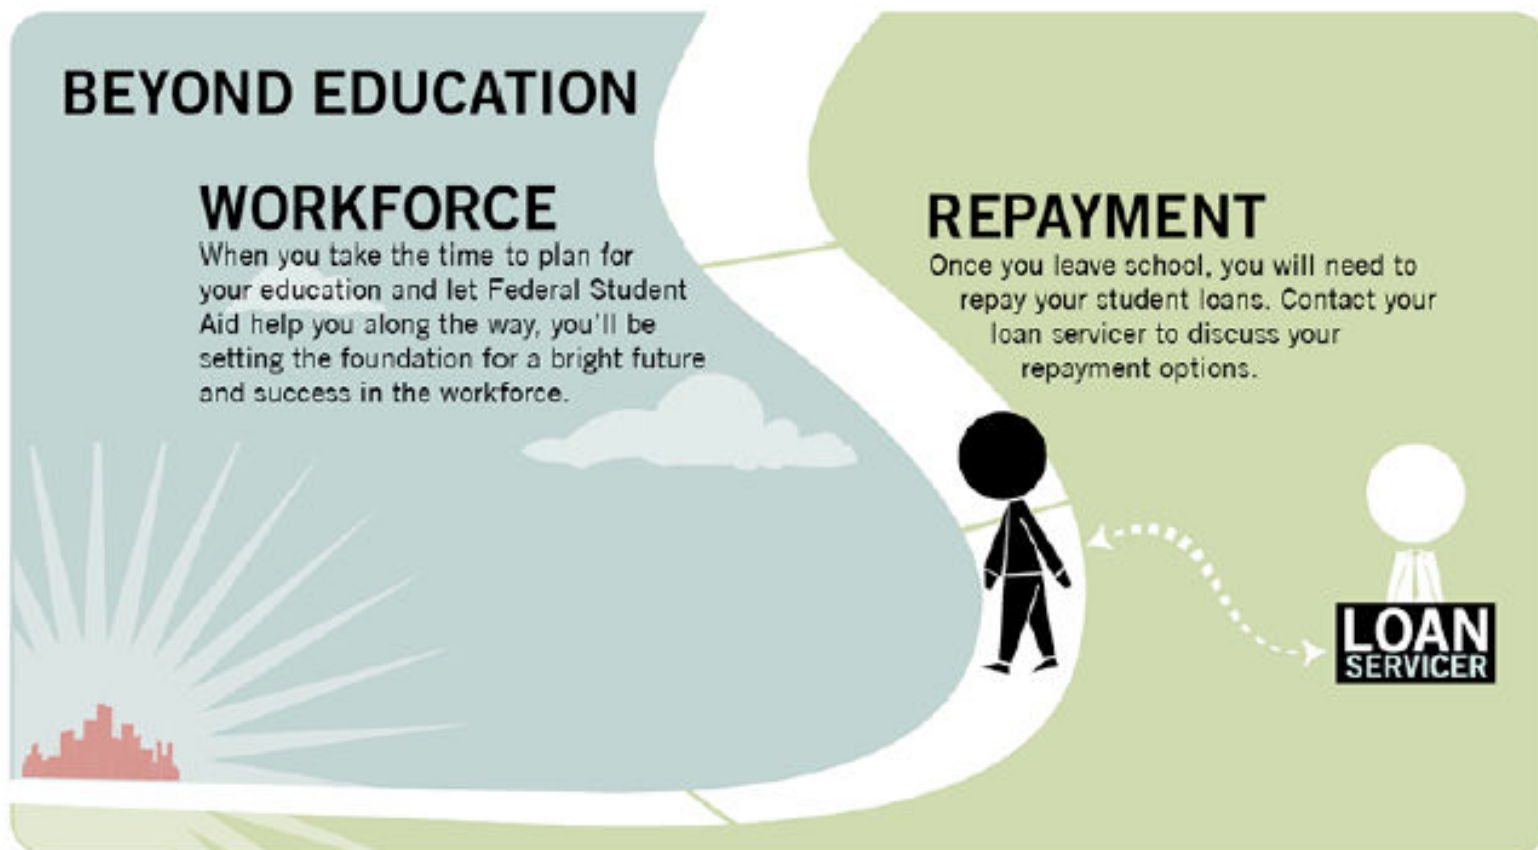 BEYOND EDUCATION
WORKFORCE
When you take the time to plan for
your education and let Federal Student
Aid help you along the way, you'll be
setting the foundation for a bright future
and success in the workforce.
REPAYMENT
Once you leave school, you will need to
repay your student loans. Contact your
loan servicer to discuss your
repayment options.
LOAN
SERVICER